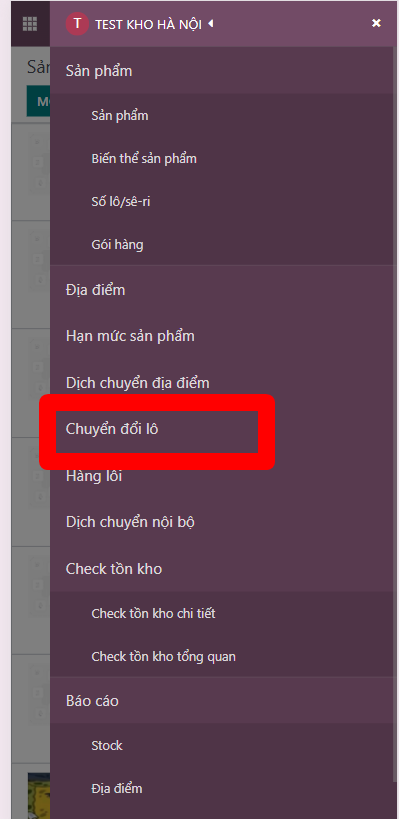 T TEST KHO HÀ NỘI
Sản phẩm
Sản phẩm
Biến thể sản phẩm
Số lô/sê-ri
Gói hàng
Địa điểm
Hạn mức sản phẩm
Dịch chuyển địa điểm
Chuyển đổi lô
Hàng lỗi
Dịch chuyển nội bộ
Check tồn kho
Check tồn kho chi tiết
Check tồn kho tổng quan
Báo cáo
Stock
Địa điểm